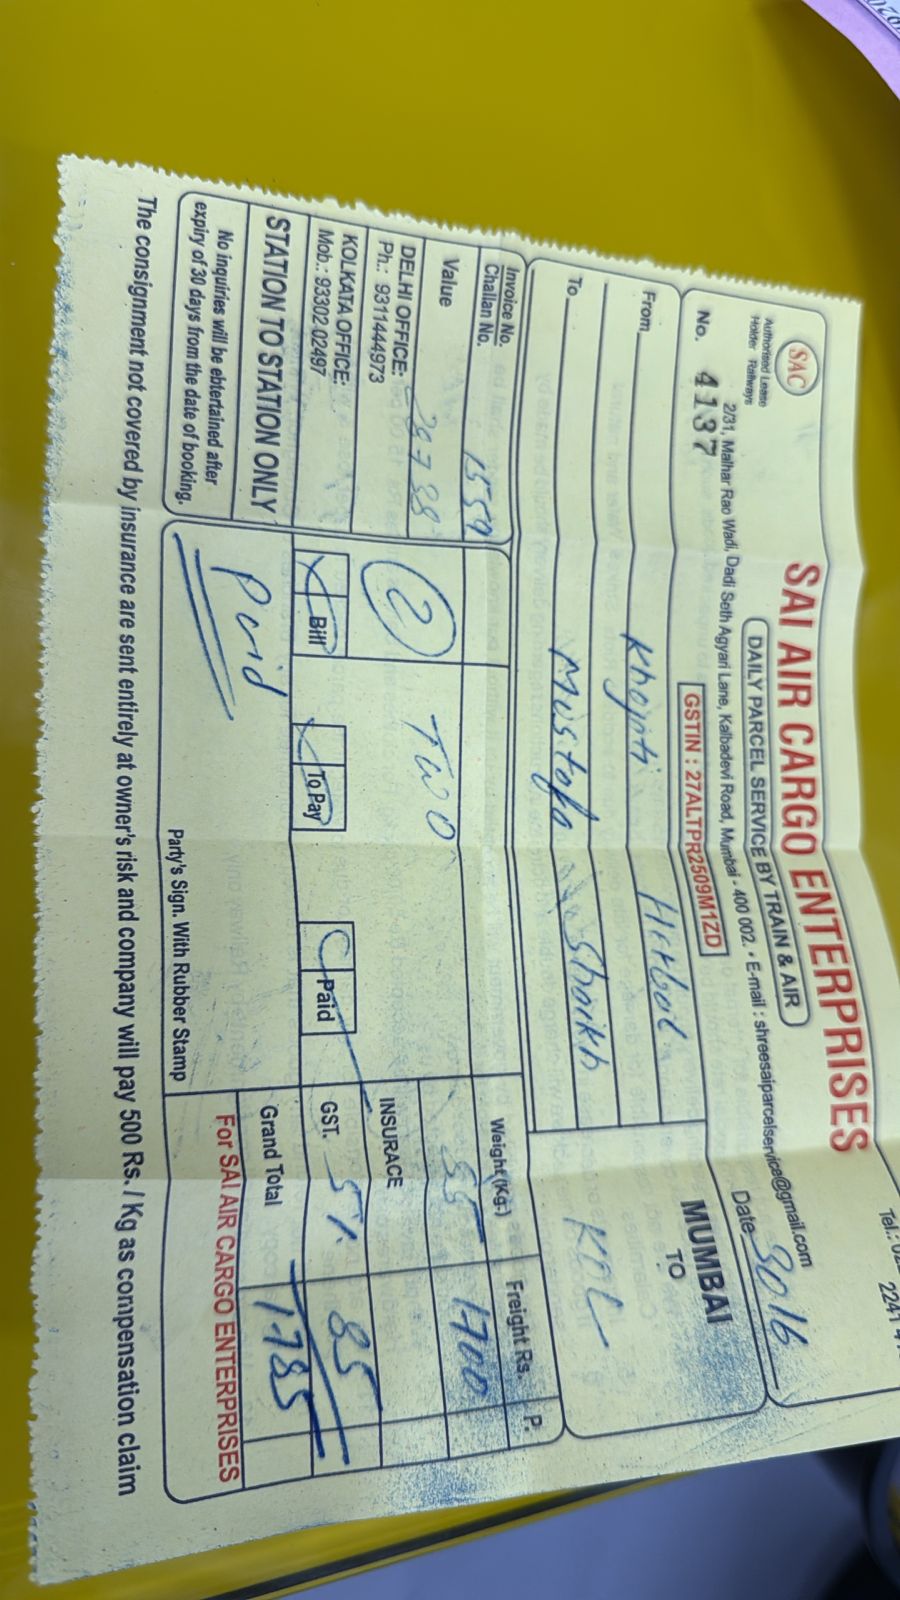 SAC
Authorised Lease
Holder Railways
SAI AIR CARGO ENTERPRISES
DAILY PARCEL SERVICE BY TRAIN & AIR
2/31, Malhar Rao Wadi, Dadi Seth Agyari Lane, Kalbadevi Road, Mumbai - 400 002. • E-mail : shreesaiparcelservice@gmail.com
No. 4137
GSTIN : 27ALTPR2509M1ZD
Date 30/6
From Khojati Herbal
To Mustafa Shaikh
MUMBAI
TO
KOL
Invoice No.
Challan No. 1559
Value 28738
DELHI OFFICE:
Ph.: 9311444973
KOLKATA OFFICE:
Mob.: 93302 02497
STATION TO STATION ONLY
No inquiries will be ebtertained after
expiry of 30 days from the date of booking.
2 TWO
Bill
To Pay
Paid
Paid
Party's Sign. With Rubber Stamp
Weight (Kg.) Freight Rs. P.
55 1700
INSURACE
GST. 5% 85
Grand Total 1785
For SAI AIR CARGO ENTERPRISES
The consignment not covered by insurance are sent entirely at owner's risk and company will pay 500 Rs. / Kg as compensation claim